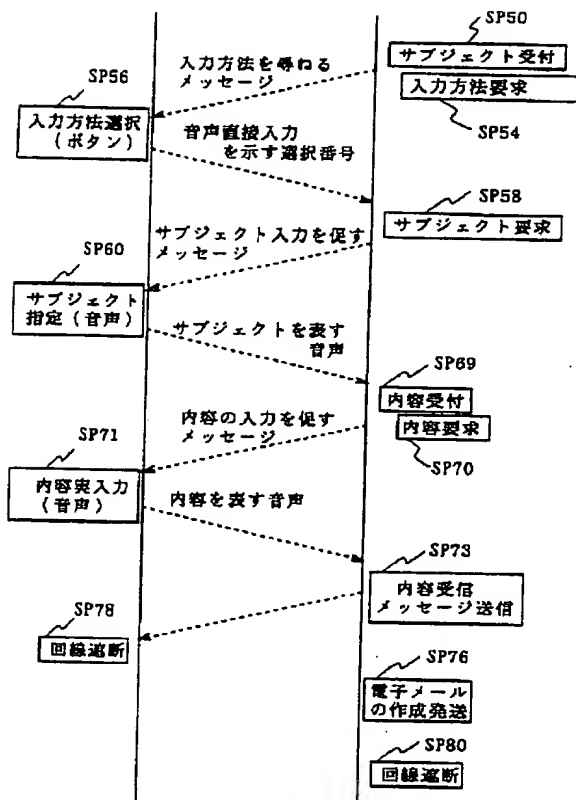 SP50
サブジェクト受付
入力方法要求
SP54
入力方法を尋ねる
メッセージ
SP56
入力方法選択
(ボタン)
音声直接入力
を示す選択番号
SP58
サブジェクト要求
サブジェクト入力を促す
メッセージ
SP60
サブジェクト
指定(音声)
サブジェクトを表す
音声
SP69
内容受付
内容要求
SP70
内容の入力を促す
メッセージ
SP71
内容実入力
(音声)
内容を表す音声
SP73
内容受信
メッセージ送信
SP78
回線遮断
SP76
電子メール
の作成発送
SP80
回線遮断